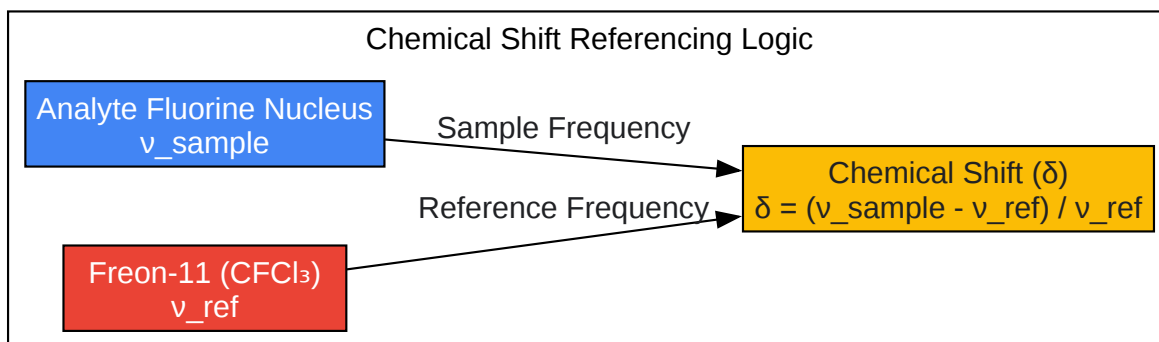 Chemical Shift Referencing Logic
Analyte Fluorine Nucleus
ν_sample
Sample Frequency
Chemical Shift (δ)
δ = (ν_sample - ν_ref) / ν_ref
Reference Frequency
Freon-11 (CFCl₃)
ν_ref